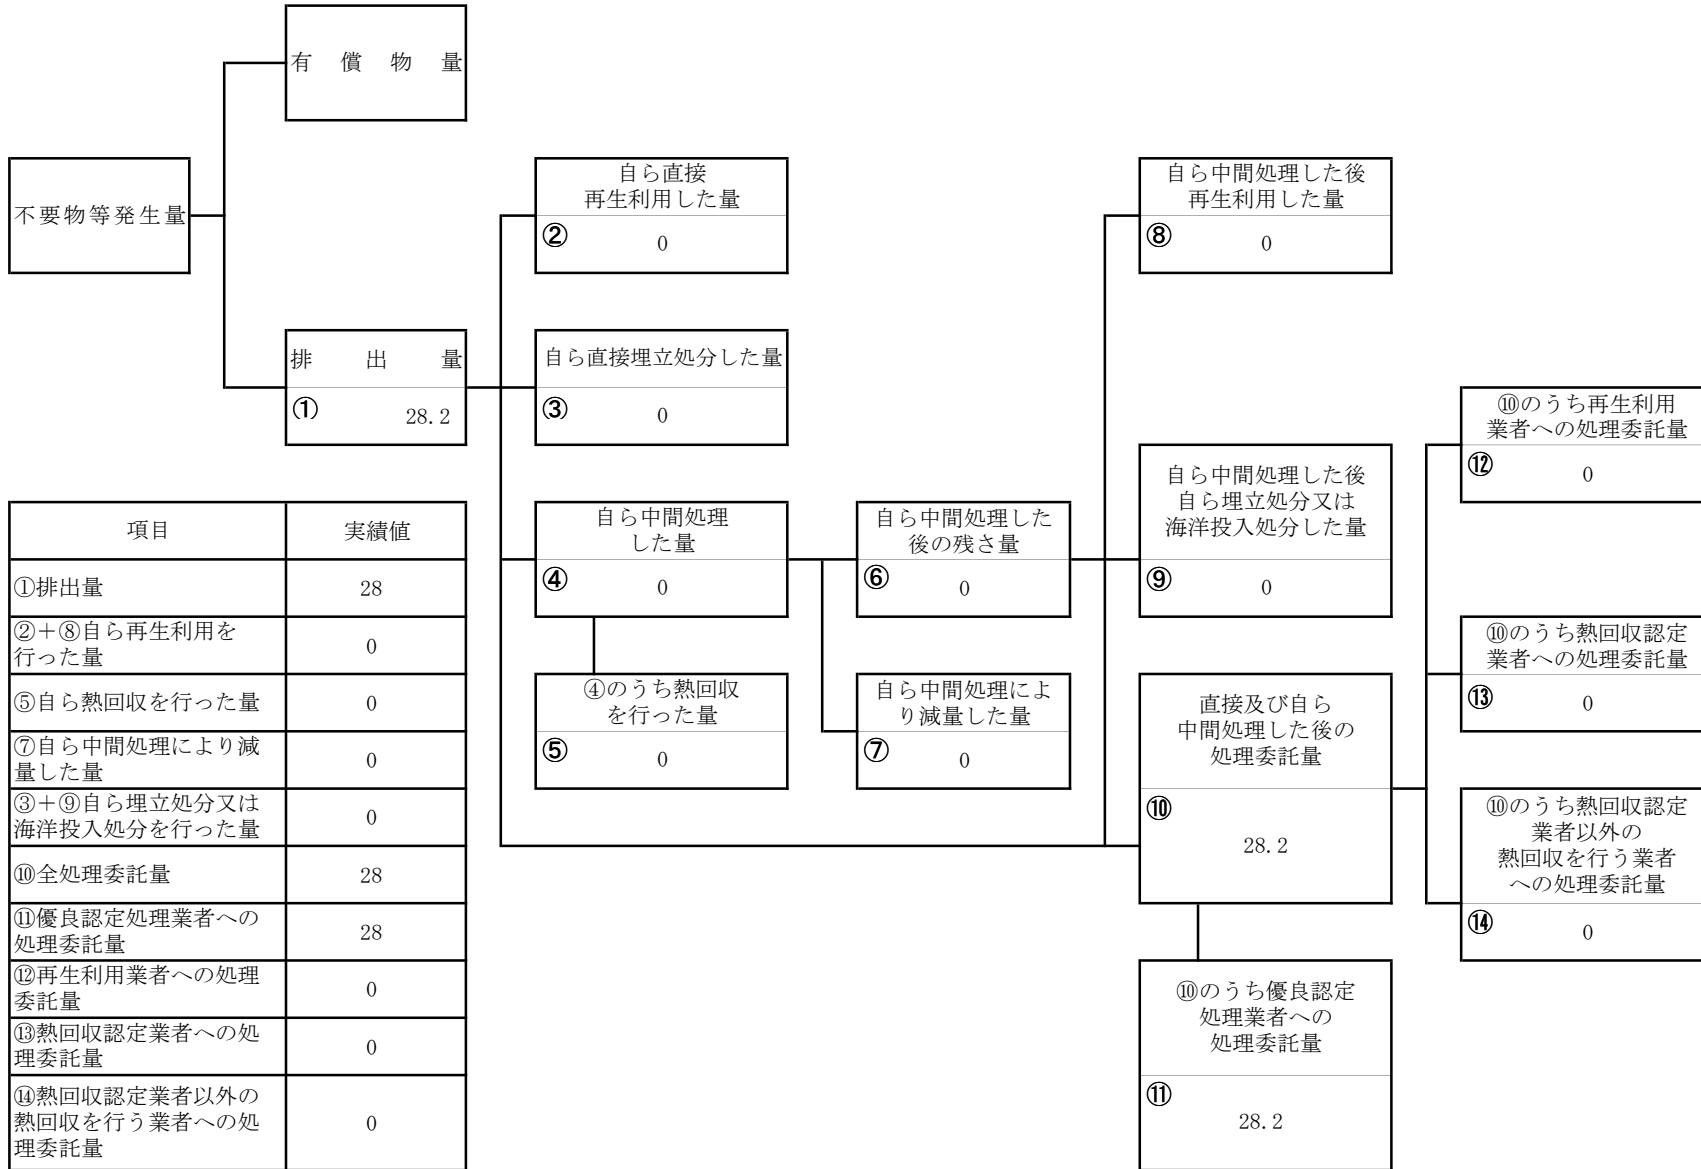 有償物量
不要物等発生量
排出量
①
28.2
自ら直接
再生利用した量
②
0
自ら直接埋立処分した量
③
0
自ら中間処理
した量
④
0
④のうち熱回収
を行った量
⑤
0
自ら中間処理した
後の残さ量
⑥
0
自ら中間処理によ
り減量した量
⑦
0
自ら中間処理した後
再生利用した量
⑧
0
自ら中間処理した後
自ら埋立処分又は
海洋投入処分した量
⑨
0
直接及び自ら
中間処理した後の
処理委託量
⑩
28.2
⑩のうち優良認定
処理業者への
処理委託量
⑪
28.2
⑩のうち再生利用
業者への処理委託量
⑫
0
⑩のうち熱回収認定
業者への処理委託量
⑬
0
⑩のうち熱回収認定
業者以外の
熱回収を行う業者
への処理委託量
⑭
0
項目 実績値
①排出量 28
②+⑧自ら再生利用を
行った量 0
⑤自ら熱回収を行った量 0
⑦自ら中間処理により減
量した量 0
③+⑨自ら埋立処分又は
海洋投入処分を行った量 0
⑩全処理委託量 28
⑪優良認定処理業者への
処理委託量 28
⑫再生利用業者への処理
委託量 0
⑬熱回収認定業者への処
理委託量 0
⑭熱回収認定業者以外の
熱回収を行う業者への処
理委託量 0